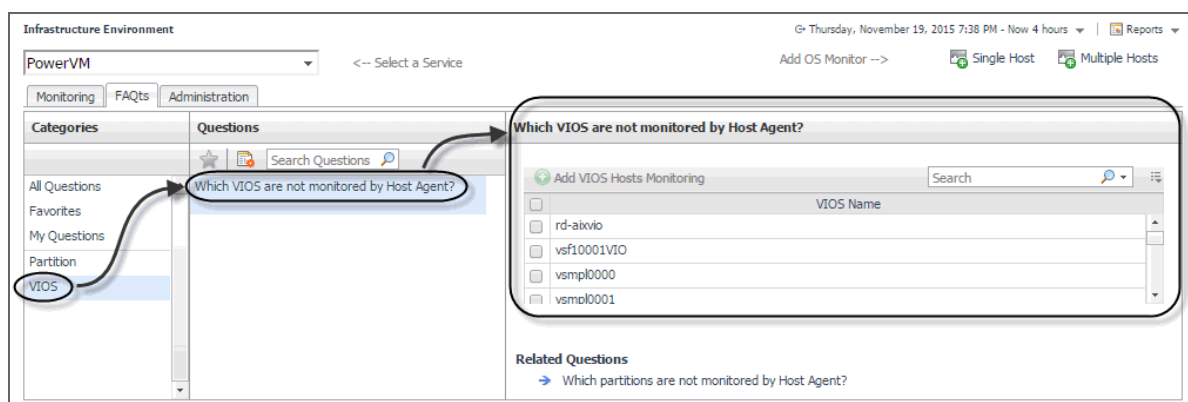 Infrastructure Environment
Thursday, November 19, 2015 7:38 PM - Now 4 hours | Reports
PowerVM
<-- Select a Service
Add OS Monitor -->
Single Host
Multiple Hosts
Monitoring
FAQts
Administration
Categories
Questions
Which VIOS are not monitored by Host Agent?
Search Questions
All Questions
Favorites
My Questions
Partition
VIOS
Which VIOS are not monitored by Host Agent?
Add VIOS Hosts Monitoring
Search
VIOS Name
rd-aixvio
vsf10001VIO
vsmpl0000
vsmpl0001
Related Questions
Which partitions are not monitored by Host Agent?